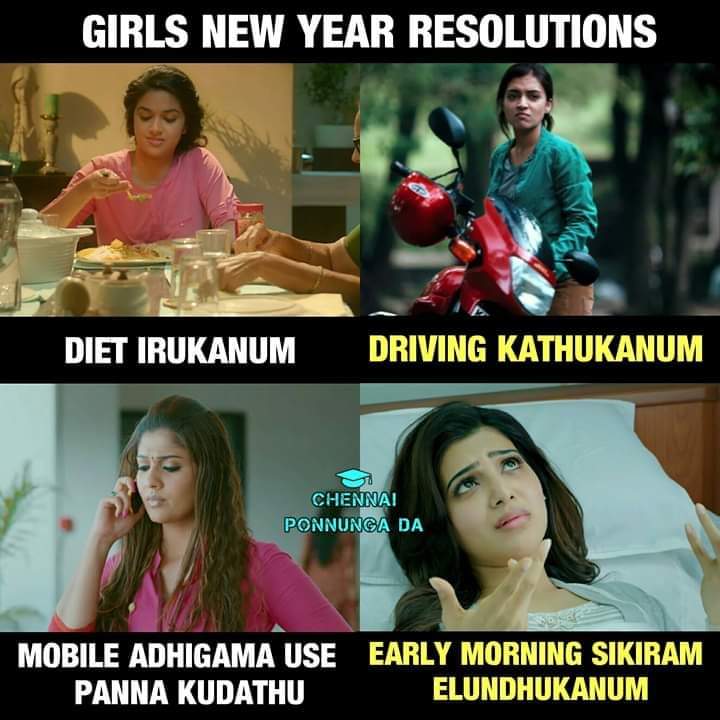 GIRLS NEW YEAR RESOLUTIONS
DIET IRUKANUM
DRIVING KATHUKANUM
CHENNAI
PONNUNGA DA
MOBILE ADHIGAMA USE
PANNA KUDATHU
EARLY MORNING SIKIRAM
ELUNDHUKANUM